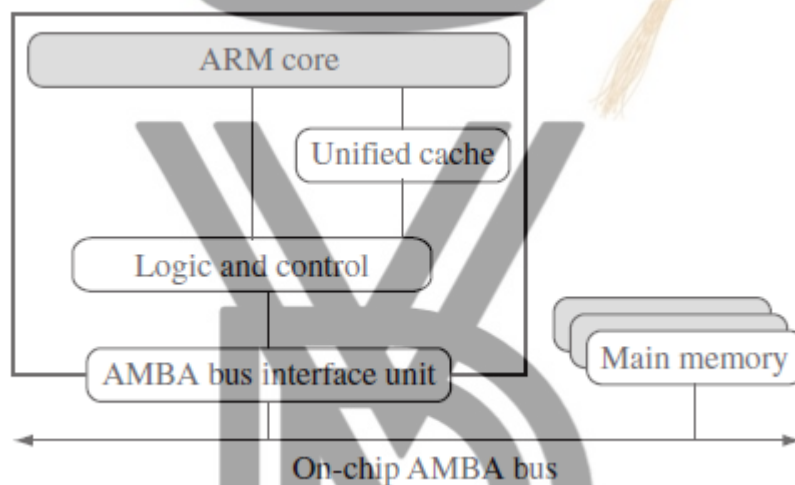 ARM core
Unified cache
Logic and control
AMBA bus interface unit
Main memory
On-chip AMBA bus